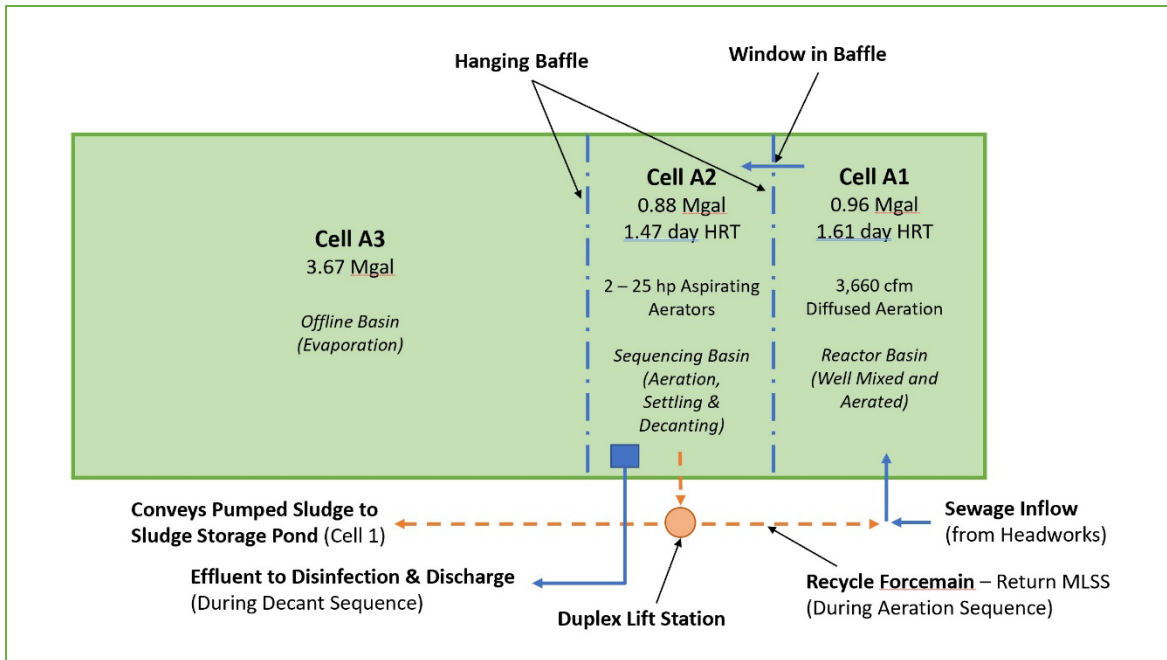 Hanging Baffle
Window in Baffle
Cell A3
3.67 Mgal
Offline Basin
(Evaporation)
Cell A2
0.88 Mgal
1.47 day HRT
2 – 25 hp Aspirating
Aerators
Sequencing Basin
(Aeration,
Settling &
Decanting)
Cell A1
0.96 Mgal
1.61 day HRT
3,660 cfm
Diffused Aeration
Reactor Basin
(Well Mixed and
Aerated)
Conveys Pumped Sludge to
Sludge Storage Pond (Cell 1)
Effluent to Disinfection & Discharge
(During Decant Sequence)
Duplex Lift Station
Sewage Inflow
(from Headworks)
Recycle Forcemain – Return MLSS
(During Aeration Sequence)